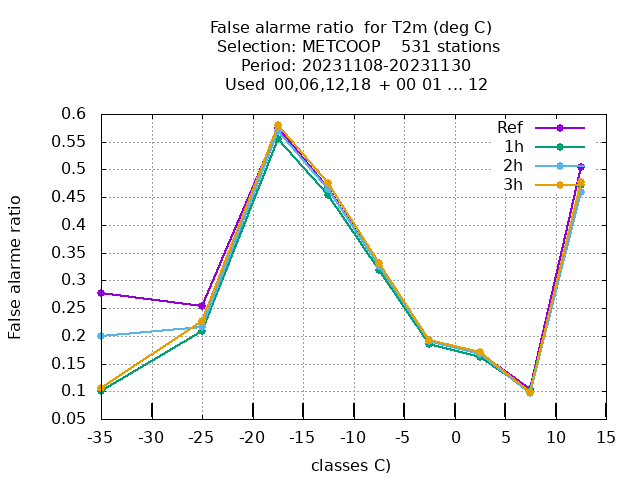 False alarme ratio for T2m (deg C)
Selection: METCOOP 531 stations
Period: 20231108-20231130
Used 00,06,12,18 + 00 01 ... 12
False alarme ratio
0.6
0.55
0.5
0.45
0.4
0.35
0.3
0.25
0.2
0.15
0.1
0.05
Ref
1h
2h
3h
-35 -30 -25 -20 -15 -10 -5 0 5 10 15
classes C)